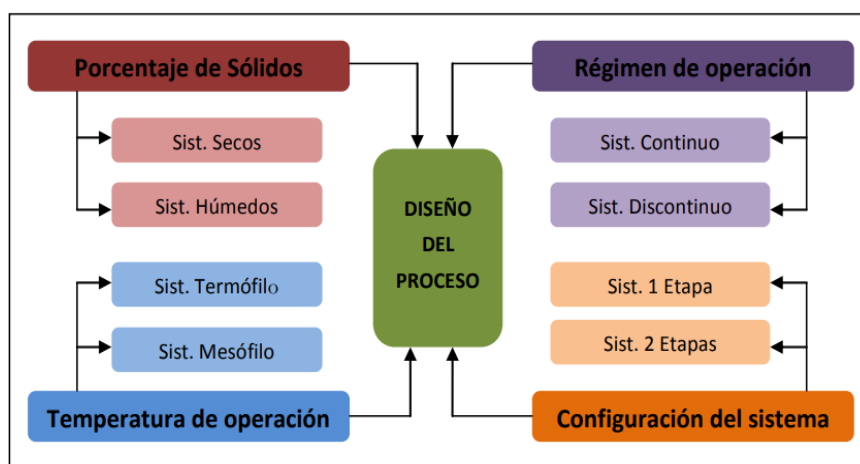 Porcentaje de Sólidos
Sist. Secos
Sist. Húmedos
Sist. Termófilo
Sist. Mesófilo
Temperatura de operación
DISEÑO
DEL
PROCESO
Régimen de operación
Sist. Continuo
Sist. Discontinuo
Sist. 1 Etapa
Sist. 2 Etapas
Configuración del sistema